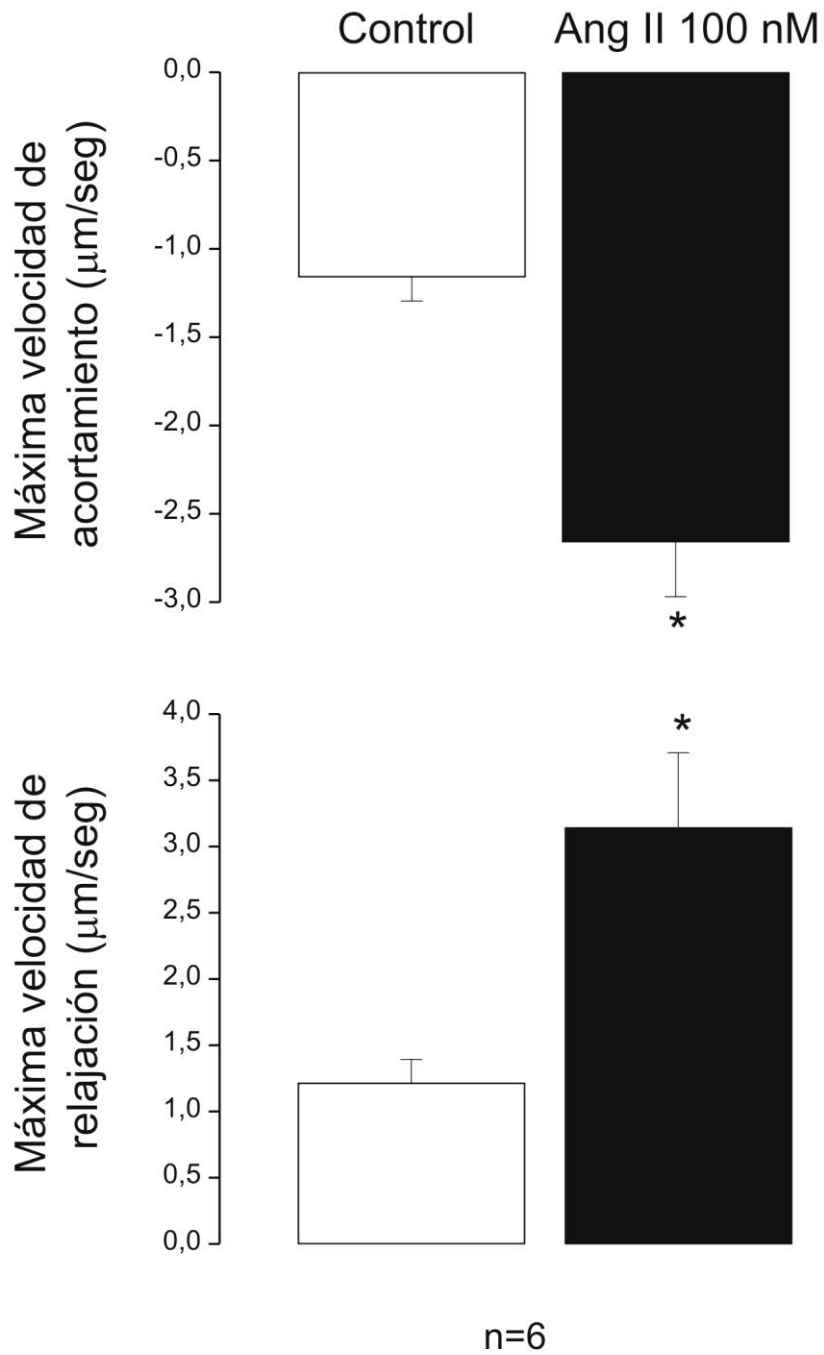 Control
Ang II 100 nM
Máxima velocidad de
acortamiento (μm/seg)
0,0
-0,5
-1,0
-1,5
-2,0
-2,5
-3,0
*
Máxima velocidad de
relajación (μm/seg)
4,0
3,5
3,0
2,5
2,0
1,5
1,0
0,5
0,0
*
n=6